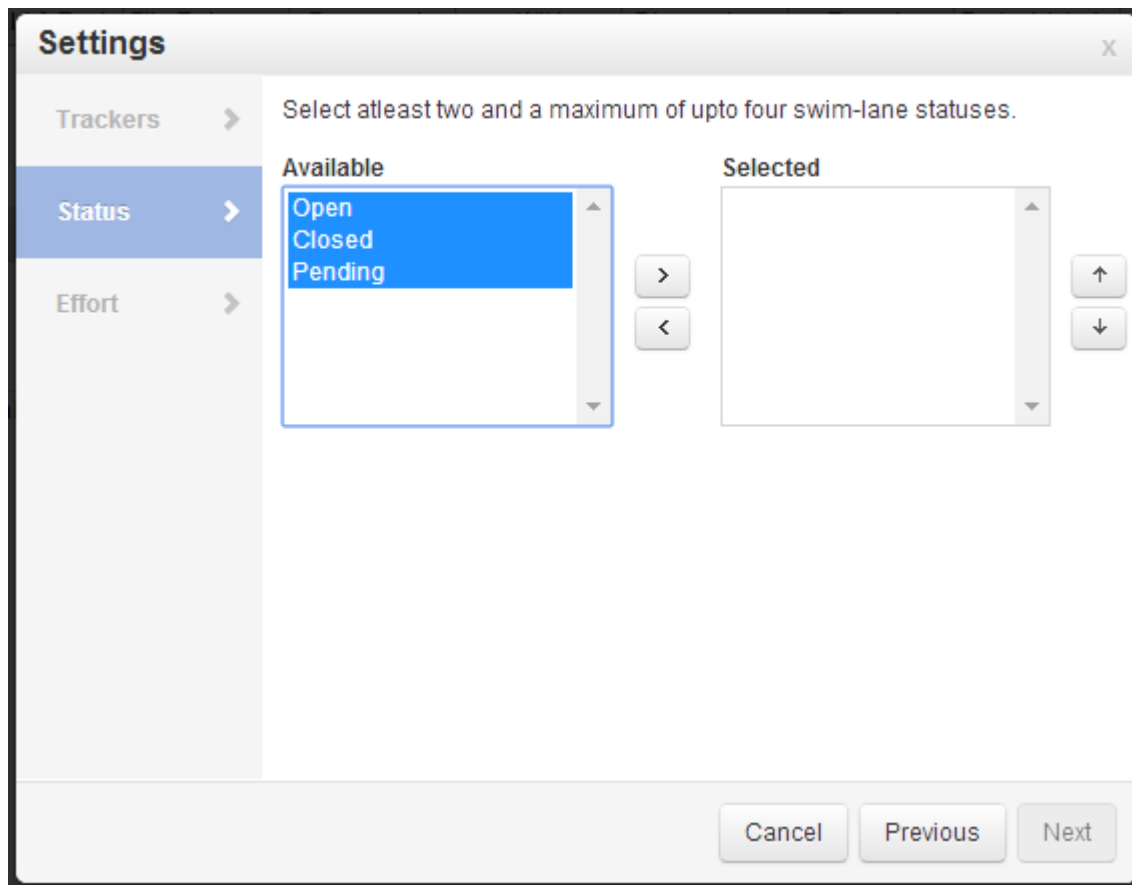 Settings
x
Trackers
Select atleast two and a maximum of upto four swim-lane statuses.
Available
Selected
Status
Open
Closed
Pending
>
<
Effort
Cancel
Previous
Next